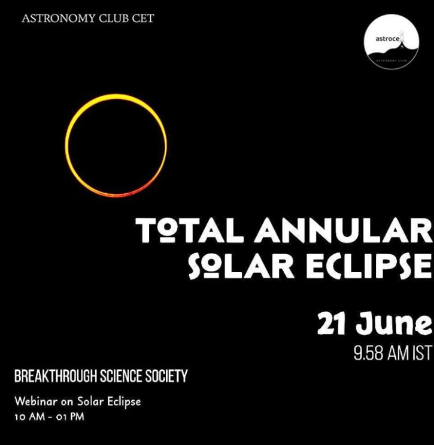 ASTRONOMY CLUB CET
astroce
ASTRONOMY CLUB
TOTAL ANNULAR
SOLAR ECLIPSE
21 June
9.58 AM IST
BREAKTHROUGH SCIENCE SOCIETY
Webinar on Solar Eclipse
10 AM - 01 PM